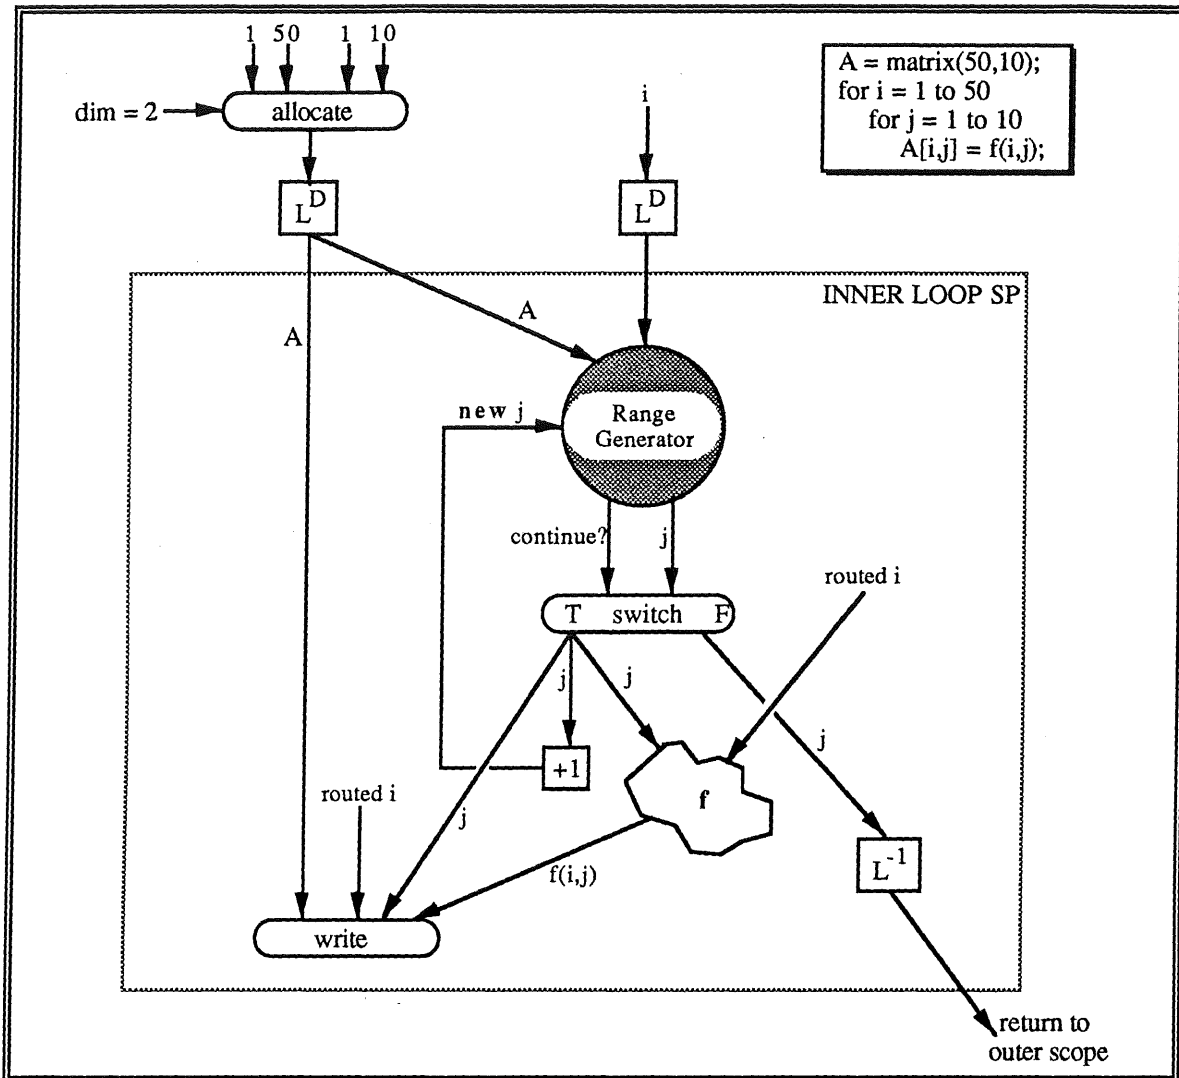 1 50 1 10
A = matrix(50,10);
for i = 1 to 50
for j = 1 to 10
A[i,j] = f(i,j);
dim = 2
allocate
i
L^D
L^D
INNER LOOP SP
A
A
new j
Range
Generator
continue?
j
routed i
T switch F
j
j
j
+1
f
routed i
j
f(i,j)
L^-1
write
return to
outer scope